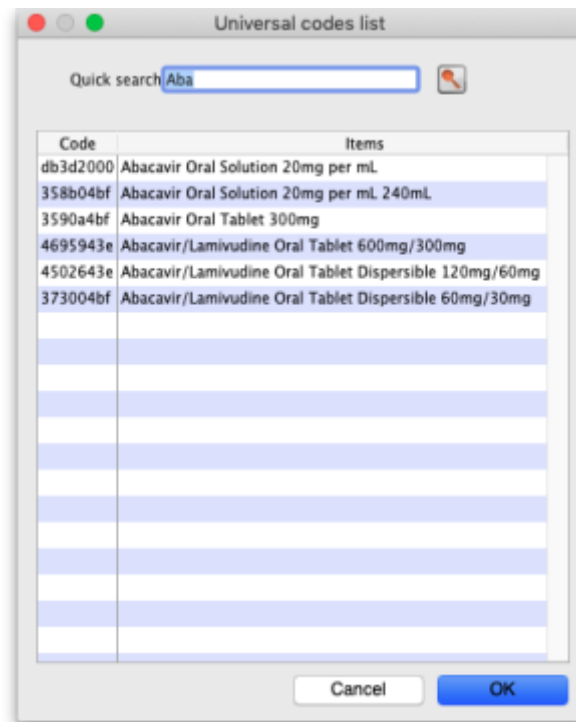 Universal codes list
Quick search Aba
Code Items
db3d2000 Abacavir Oral Solution 20mg per mL
358b04bf Abacavir Oral Solution 20mg per mL 240mL
3590a4bf Abacavir Oral Tablet 300mg
4695943e Abacavir/Lamivudine Oral Tablet 600mg/300mg
4502643e Abacavir/Lamivudine Oral Tablet Dispersible 120mg/60mg
373004bf Abacavir/Lamivudine Oral Tablet Dispersible 60mg/30mg
Cancel OK